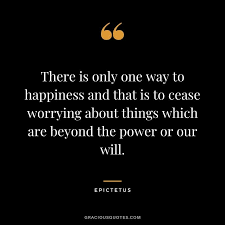 “
There is only one way to
happiness and that is to cease
worrying about things which
are beyond the power or our
will.
EPICTETUS
GRACIOUSQUOTES.COM